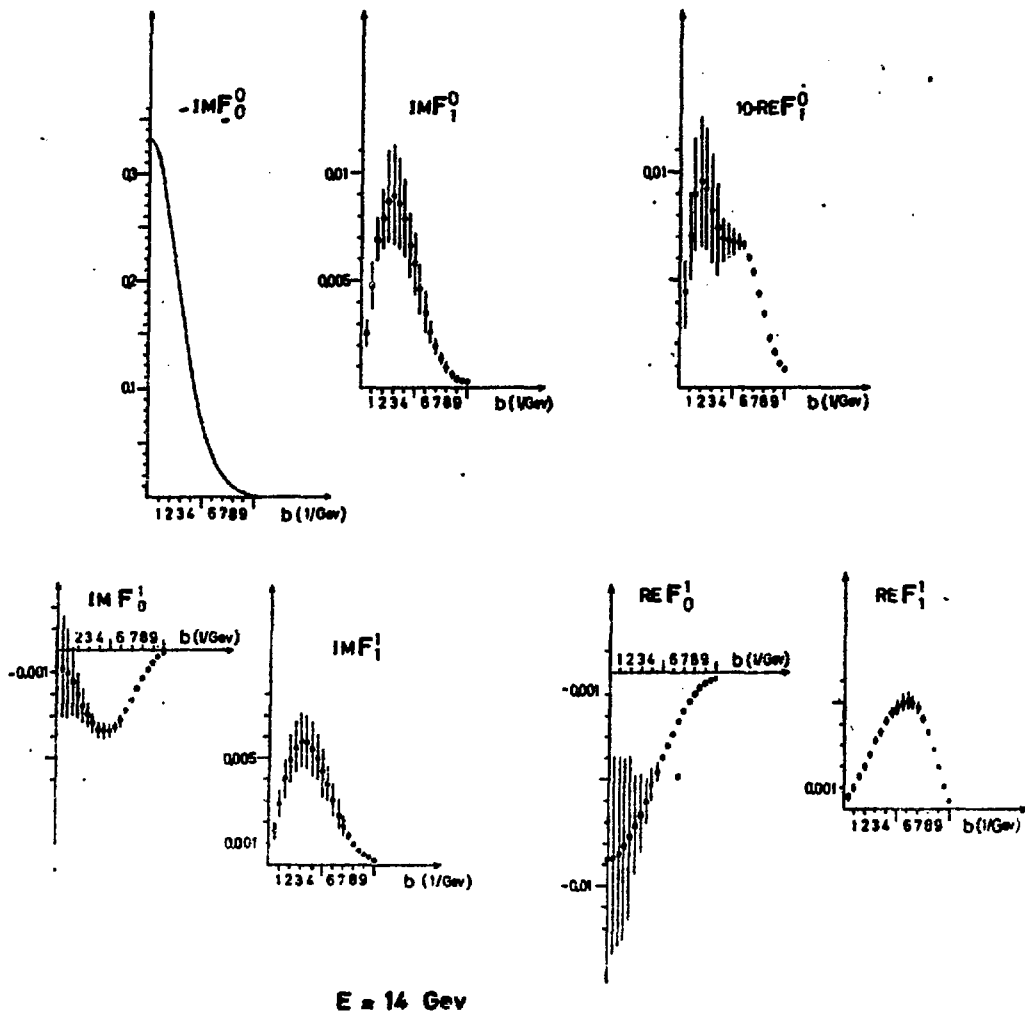 -IMF₀⁰
0.3
0.2
0.1
1 2 3 4 6 7 8 9 b (1/Gev)
IMF₁⁰
0.01
0.005
1 2 3 4 6 7 8 9 b (1/Gev)
10·REF₁⁰
0.01
1 2 3 4 6 7 8 9 b (1/Gev)
IMF₀¹
2 3 4 6 7 8 9 b (1/Gev)
-0.001
IMF₁¹
0.005
0.001
1 2 3 4 6 7 8 9 b (1/Gev)
REF₀¹
1 2 3 4 6 7 8 9 b (1/Gev)
-0.001
-0.01
REF₁¹
0.001
1 2 3 4 6 7 8 9 b (1/Gev)
E = 14 Gev